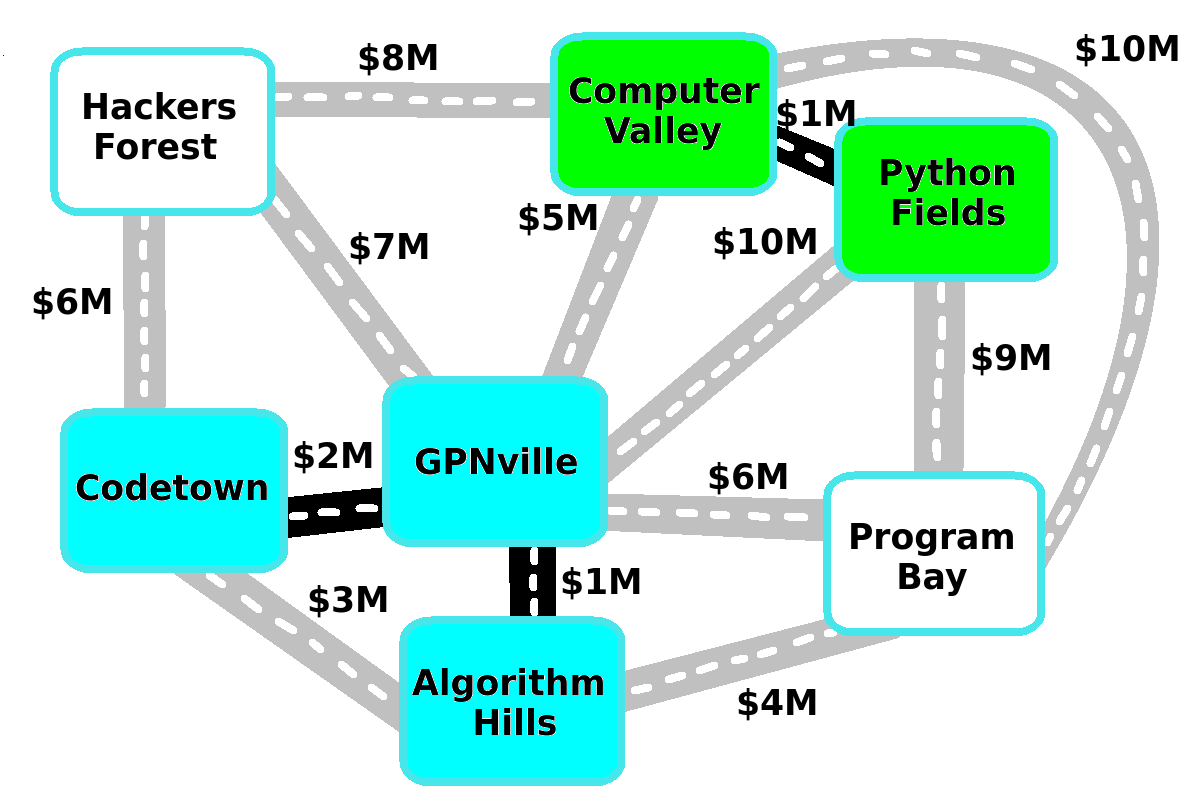 $8M
$10M
Hackers
Forest
Computer
Valley
$1M
Python
Fields
$5M
$7M
$10M
$6M
$9M
$2M
GPNville
Codetown
$6M
Program
Bay
$3M
$1M
Algorithm
Hills
$4M